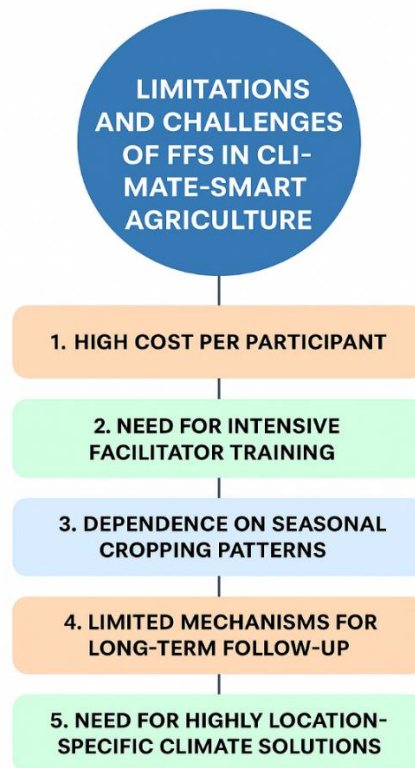 LIMITATIONS
AND CHALLENGES
OF FFS IN CLI-
MATE-SMART
AGRICULTURE
1. HIGH COST PER PARTICIPANT
2. NEED FOR INTENSIVE
FACILITATOR TRAINING
3. DEPENDENCE ON SEASONAL
CROPPING PATTERNS
4. LIMITED MECHANISMS FOR
LONG-TERM FOLLOW-UP
5. NEED FOR HIGHLY LOCATION-
SPECIFIC CLIMATE SOLUTIONS